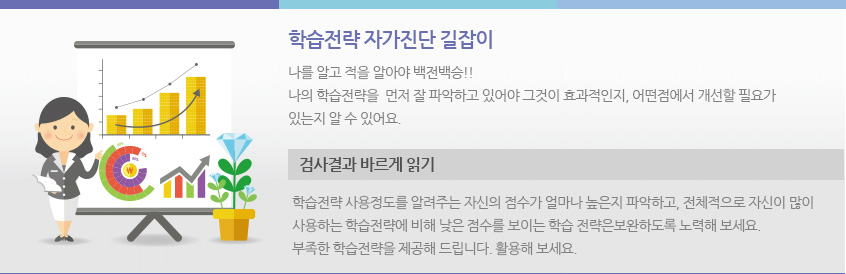 학습전략 자가진단 길잡이
나를 알고 적을 알아야 백전백승!!
나의 학습전략을 먼저 잘 파악하고 있어야 그것이 효과적인지, 어떤점에서 개선할 필요가
있는지 알 수 있어요.
검사결과 바르게 읽기
학습전략 사용정도를 알려주는 자신의 점수가 얼마나 높은지 파악하고, 전체적으로 자신이 많이
사용하는 학습전략에 비해 낮은 점수를 보이는 학습 전략은보완하도록 노력해 보세요.
부족한 학습전략을 제공해 드립니다. 활용해 보세요.